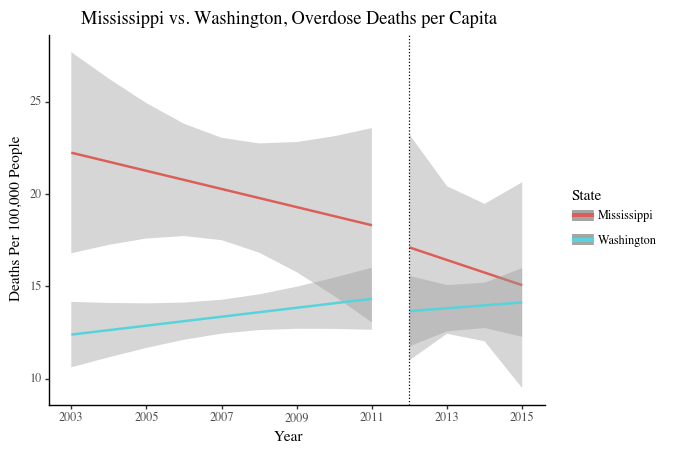 Mississippi vs. Washington, Overdose Deaths per Capita
Deaths Per 100,000 People
25
20
15
10
2003
2005
2007
2009
2011
2013
2015
Year
State
Mississippi
Washington